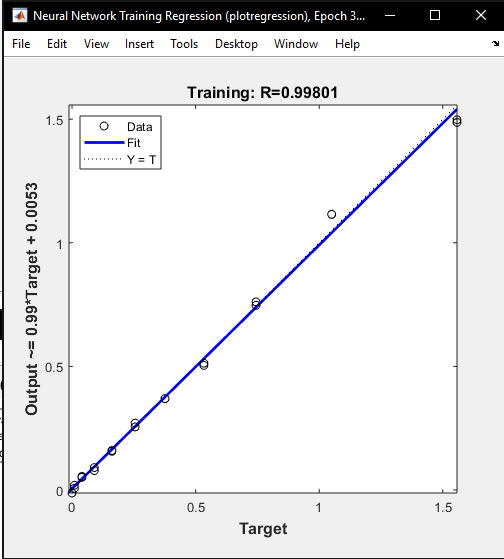 Neural Network Training Regression (plotregression), Epoch 3...
File Edit View Insert Tools Desktop Window Help
Training: R=0.99801
Data
Fit
Y = T
Output ~= 0.99*Target + 0.0053
1.5
1
0.5
0
0 0.5 1 1.5
Target